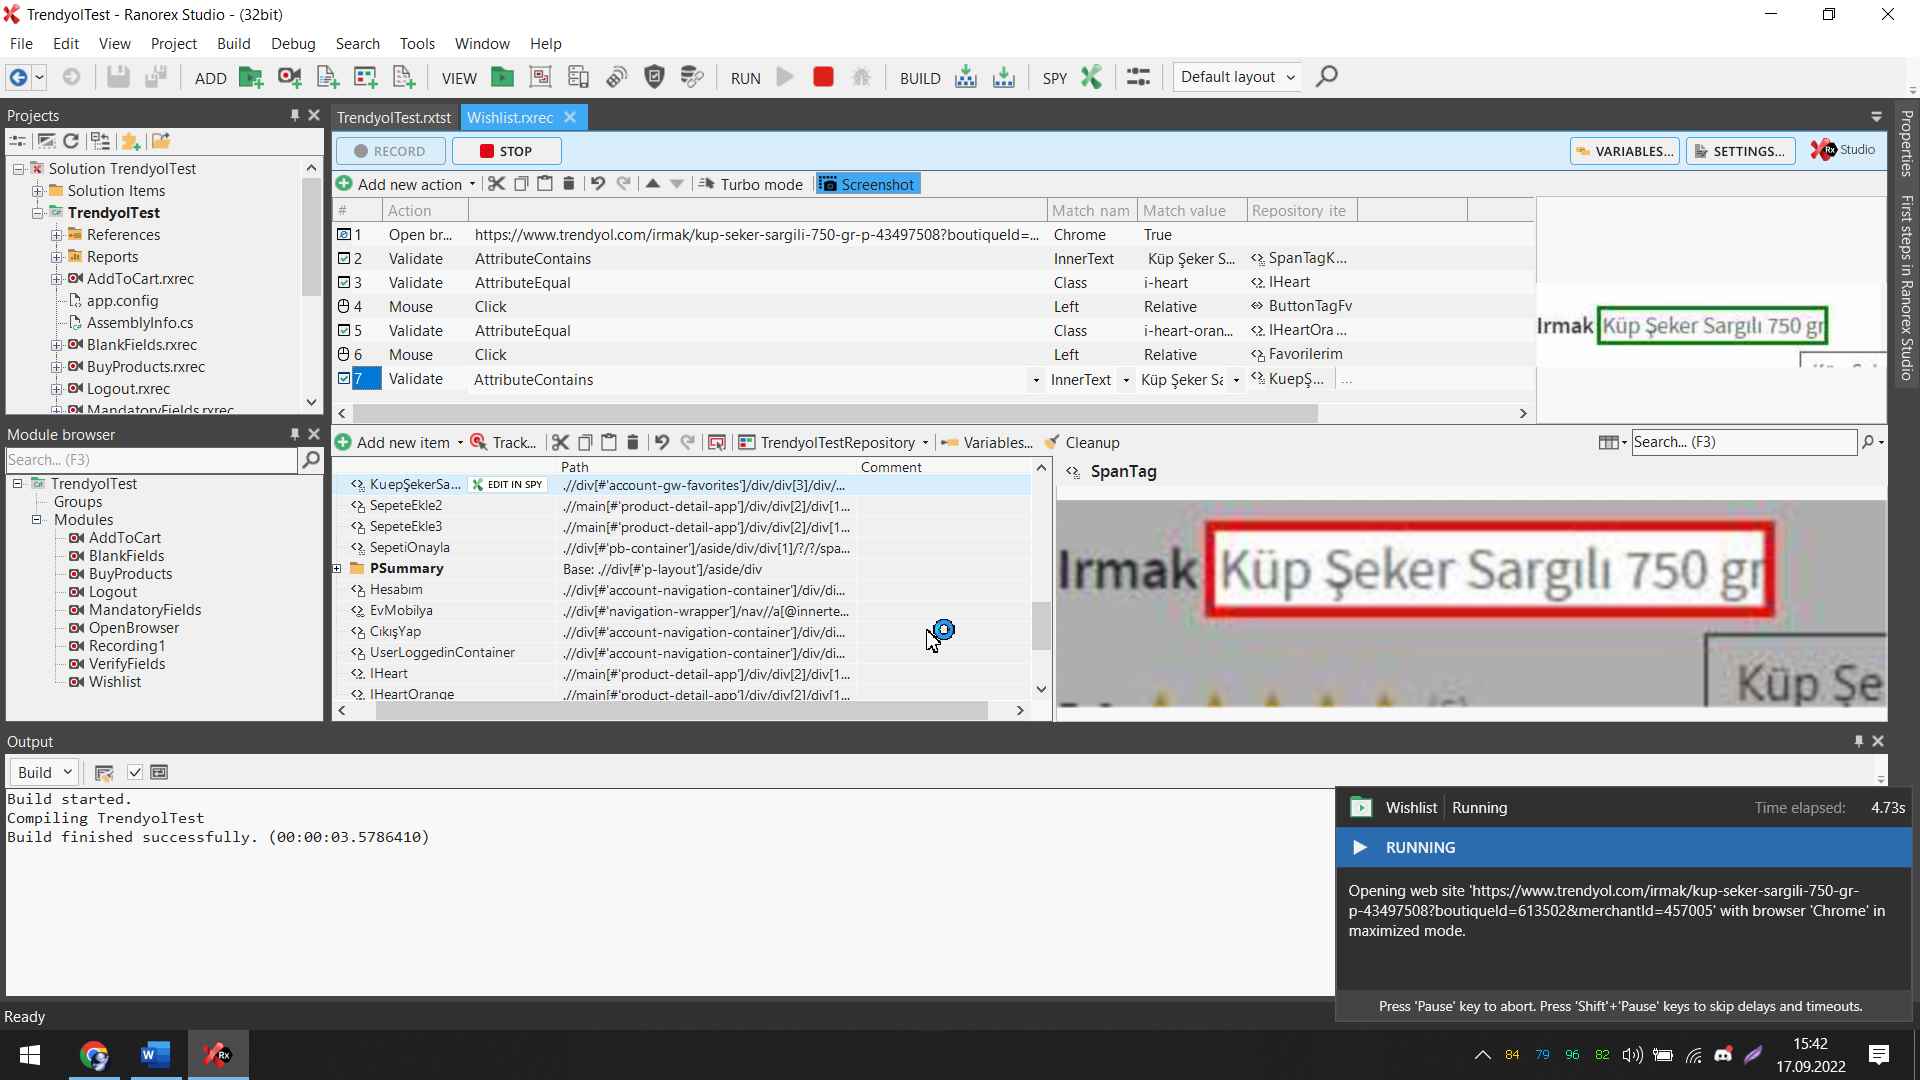 TrendyolTest - Ranorex Studio - (32bit)
File Edit View Project Build Debug Search Tools Window Help
ADD VIEW RUN BUILD SPY Default layout
Projects
Solution TrendyolTest
Solution Items
TrendyolTest
References
Reports
AddToCart.rxrec
app.config
AssemblyInfo.cs
BlankFields.rxrec
BuyProducts.rxrec
Logout.rxrec
MandatoryFields.rxrec
Module browser
Search... (F3)
TrendyolTest
Groups
Modules
AddToCart
BlankFields
BuyProducts
Logout
MandatoryFields
OpenBrowser
Recording1
VerifyFields
Wishlist
TrendyolTest.rxtst Wishlist.rxrec
RECORD STOP VARIABLES... SETTINGS... Rx Studio
Add new action Turbo mode Screenshot
# Action Match nam Match value Repository ite
1 Open br... https://www.trendyol.com/irmak/kup-seker-sargili-750-gr-p-43497508?boutiqueId=... Chrome True
2 Validate AttributeContains InnerText Küp Şeker S... SpanTagK...
3 Validate AttributeEqual Class i-heart IHeart
4 Mouse Click Left Relative ButtonTagFv
5 Validate AttributeEqual Class i-heart-oran... IHeartOra...
6 Mouse Click Left Relative Favorilerim
7 Validate AttributeContains InnerText Küp Şeker Sa KuepŞ... ...
Irmak Küp Şeker Sargılı 750 gr
Add new item Track... TrendyolTestRepository Variables... Cleanup Search... (F3)
Path Comment
KuepŞekerSa... EDIT IN SPY .//div[#'account-gw-favorites']/div/div[3]/div/...
SepeteEkle2 .//main[#'product-detail-app']/div/div[2]/div[1...
SepeteEkle3 .//main[#'product-detail-app']/div/div[2]/div[1...
SepetiOnayla .//div[#'pb-container']/aside/div/div[1]/?/?/spa...
PSummary Base: .//div[#'p-layout']/aside/div
Hesabım .//div[#'account-navigation-container']/div/di...
EvMobilya .//div[#'navigation-wrapper']/nav//a[@innerte...
CıkışYap .//div[#'account-navigation-container']/div/di...
UserLoggedinContainer .//div[#'account-navigation-container']/div/di...
IHeart .//main[#'product-detail-app']/div/div[2]/div[1...
IHeartOrange .//main[#'product-detail-app']/div/div[2]/div[1...
SpanTag
Irmak Küp Şeker Sargılı 750 gr
Küp Şe
Output
Build
Build started.
Compiling TrendyolTest
Build finished successfully. (00:00:03.5786410)
Wishlist Running Time elapsed: 4.73s
RUNNING
Opening web site 'https://www.trendyol.com/irmak/kup-seker-sargili-750-gr-
p-43497508?boutiqueId=613502&merchantId=457005' with browser 'Chrome' in
maximized mode.
Press 'Pause' key to abort. Press 'Shift'+'Pause' keys to skip delays and timeouts.
Properties
First steps in Ranorex Studio
Ready
84 79 96 82
15:42
17.09.2022